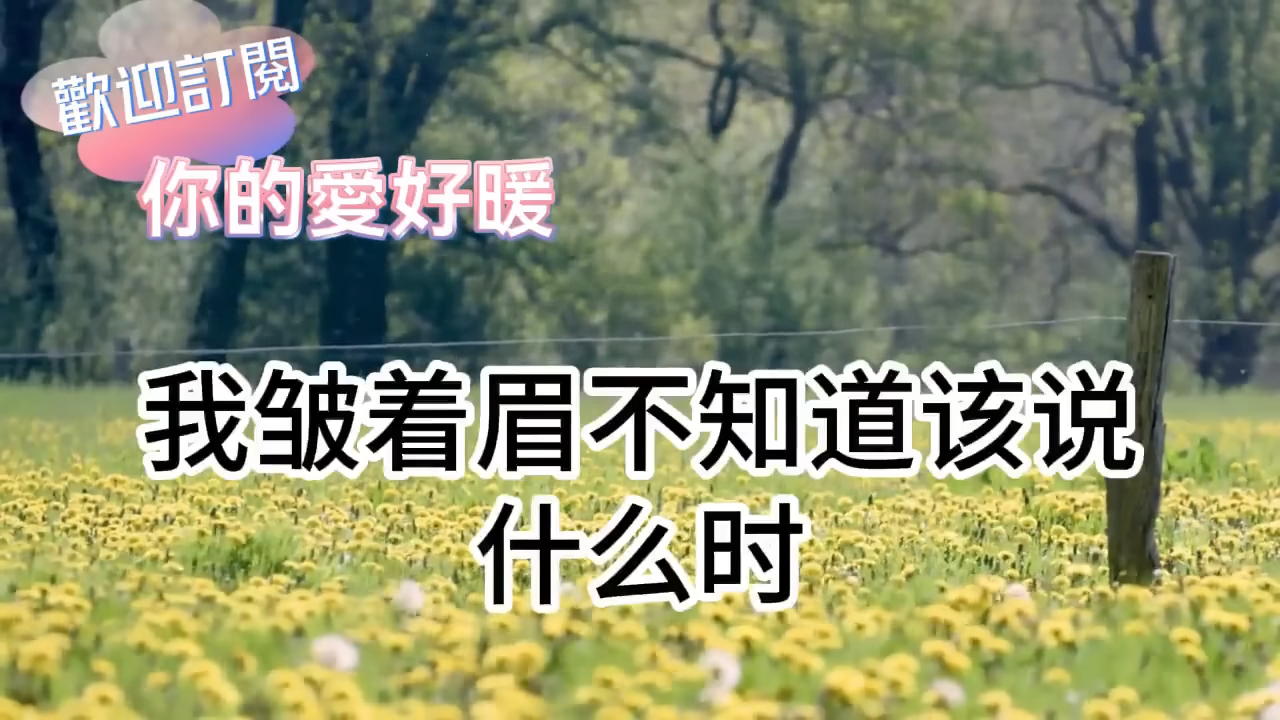 歡迎訂閱
你的愛好暖
我皱着眉不知道该说
什么时